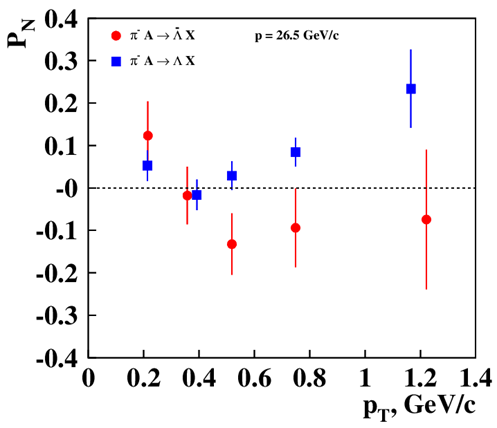 P_N
0.4
0.3
0.2
0.1
-0
-0.1
-0.2
-0.3
-0.4
π⁻ A → Λ̄ X
π⁻ A → Λ X
p = 26.5 GeV/c
0 0.2 0.4 0.6 0.8 1 1.2 1.4
p_T, GeV/c